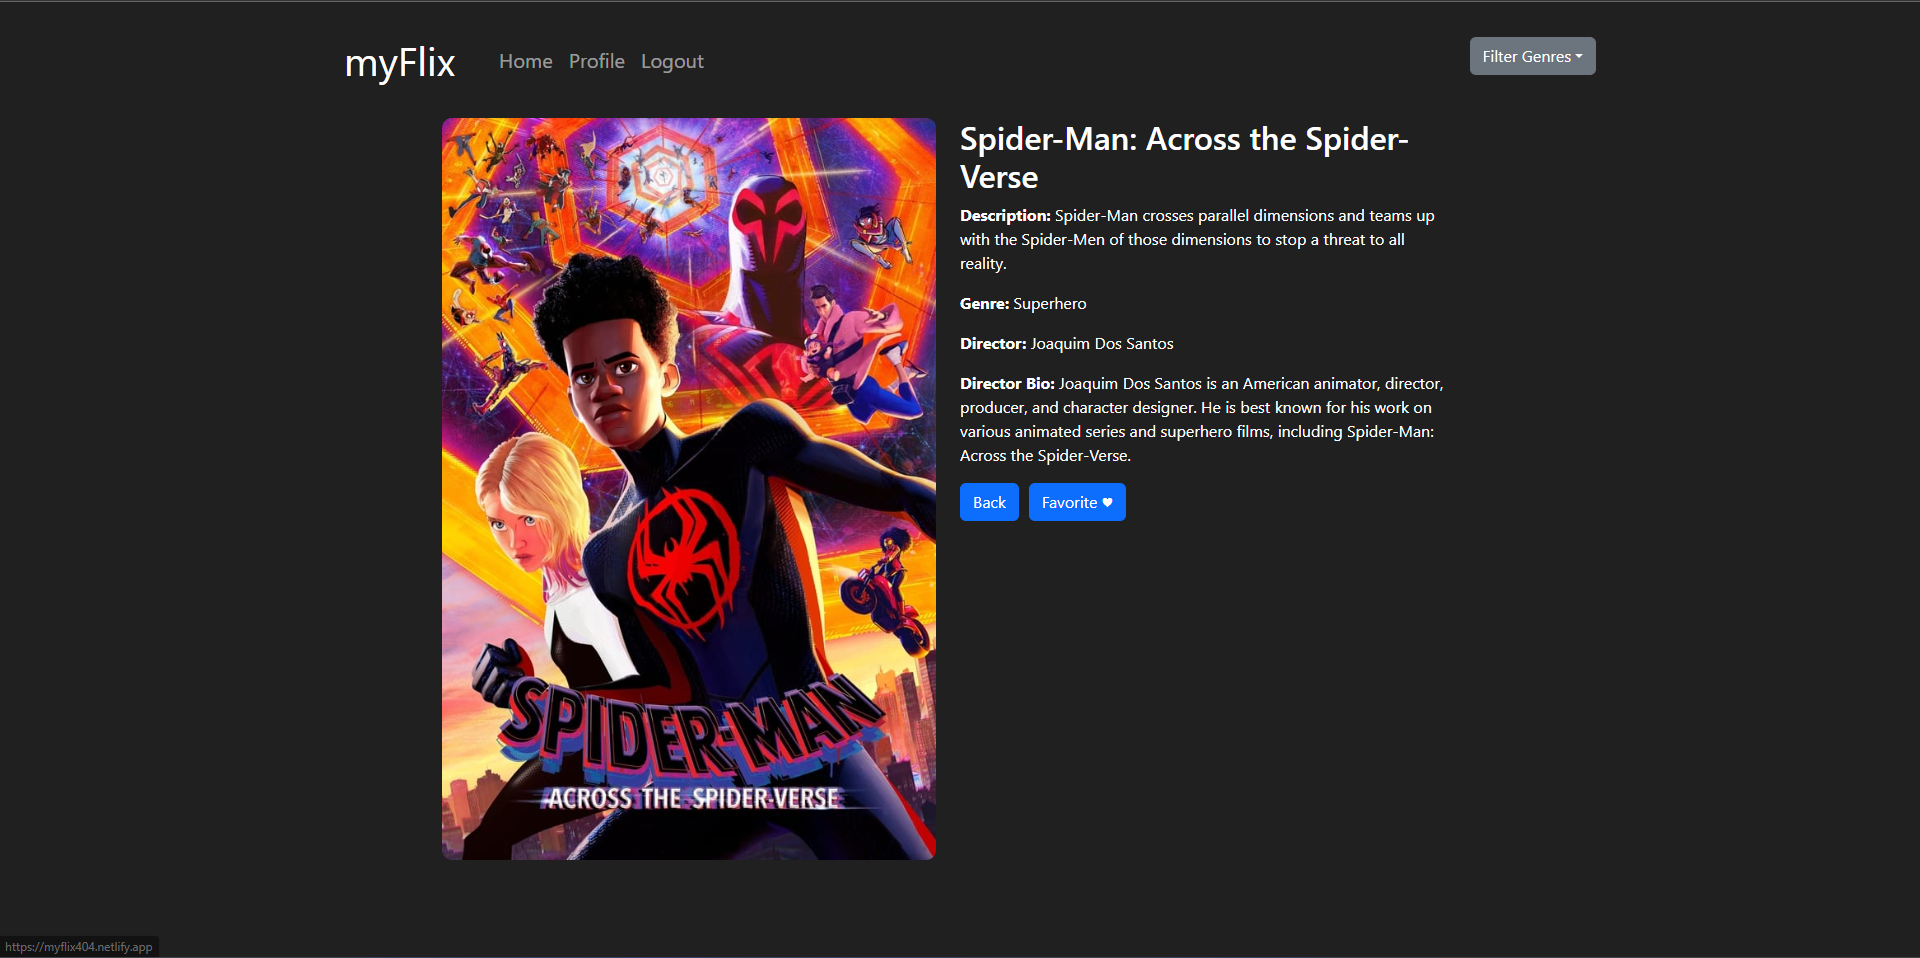 myFlix
Home
Profile
Logout
Filter Genres
Spider-Man: Across the Spider-
Verse
Description: Spider-Man crosses parallel dimensions and teams up
with the Spider-Men of those dimensions to stop a threat to all
reality.
Genre: Superhero
Director: Joaquim Dos Santos
Director Bio: Joaquim Dos Santos is an American animator, director,
producer, and character designer. He is best known for his work on
various animated series and superhero films, including Spider-Man:
Across the Spider-Verse.
Back
Favorite ♥
SPIDER-MAN
ACROSS THE SPIDER-VERSE
https://myflix404.netlify.app